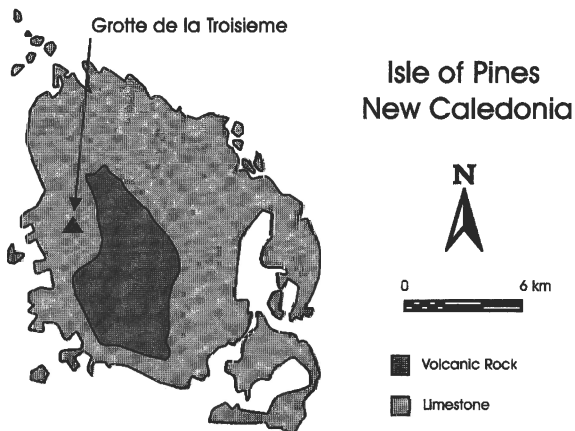 Grotte de la Troisieme
Isle of Pines
New Caledonia
N
0 6 km
Volcanic Rock
Limestone